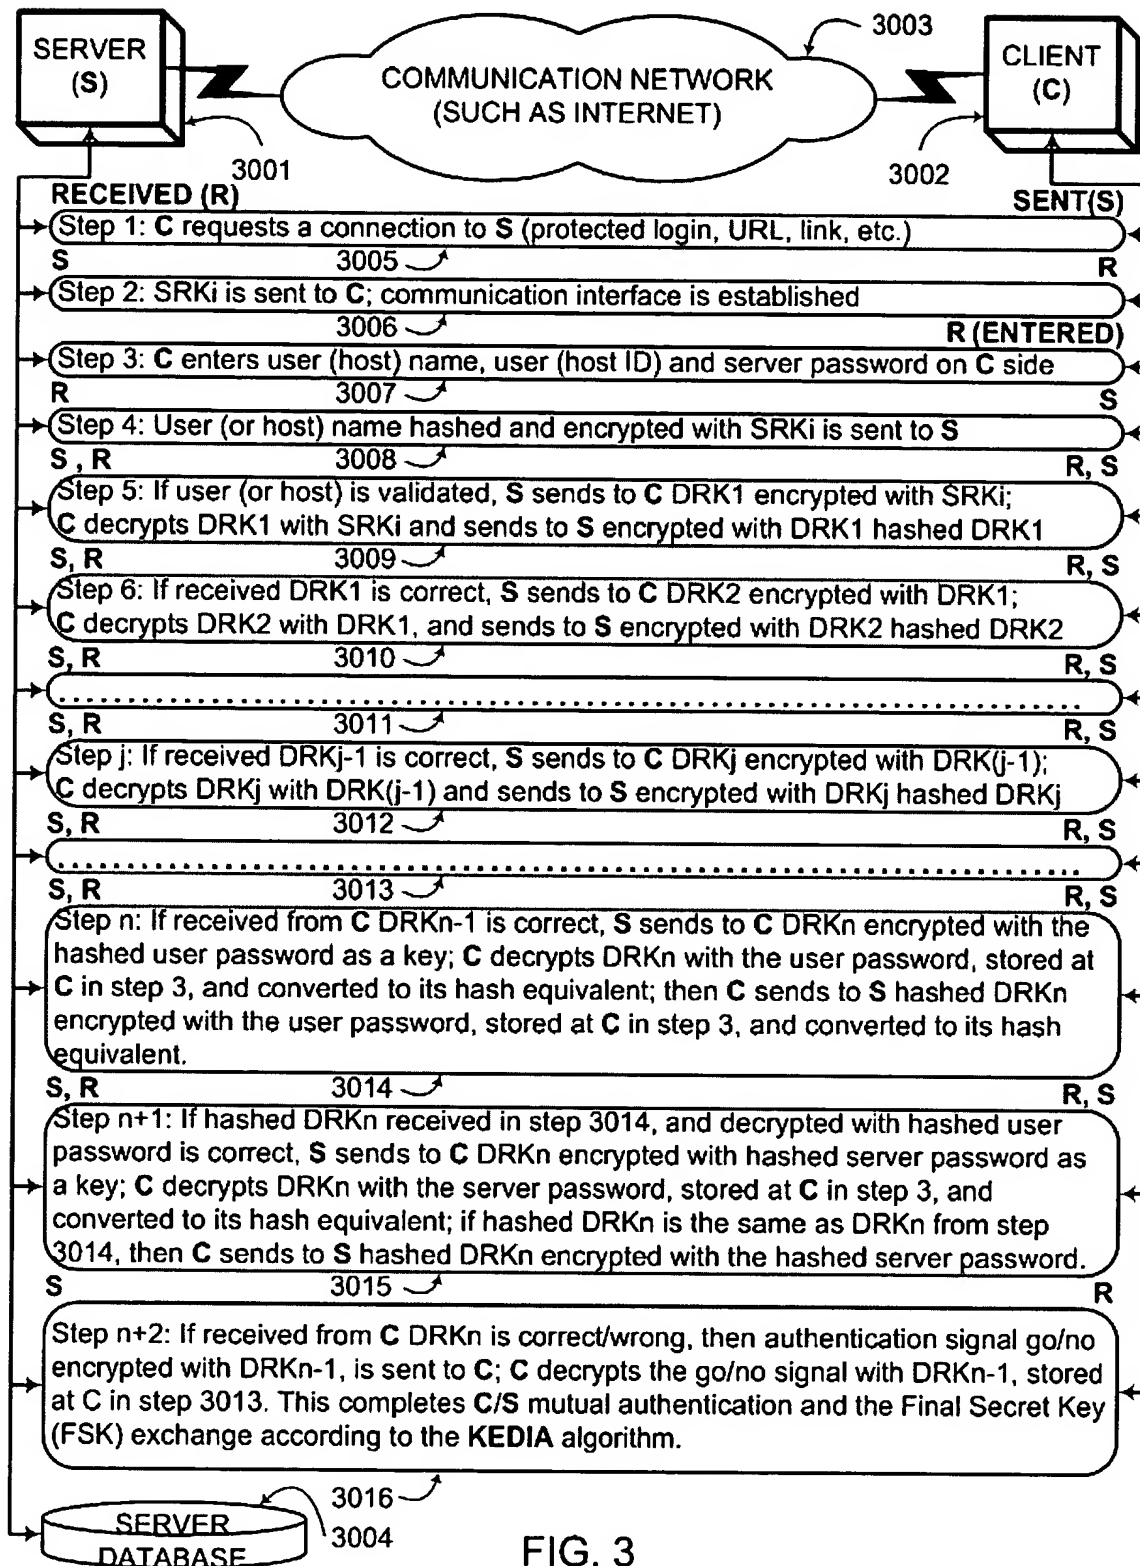 SERVER
(S)
COMMUNICATION NETWORK
(SUCH AS INTERNET)
3003
CLIENT
(C)
3001
3002
RECEIVED (R)
SENT(S)
Step 1: C requests a connection to S (protected login, URL, link, etc.)
S
3005
R
Step 2: SRKi is sent to C; communication interface is established
3006
R (ENTERED)
Step 3: C enters user (host) name, user (host ID) and server password on C side
R
3007
S
Step 4: User (or host) name hashed and encrypted with SRKi is sent to S
S , R
3008
R, S
Step 5: If user (or host) is validated, S sends to C DRK1 encrypted with SRKi;
C decrypts DRK1 with SRKi and sends to S encrypted with DRK1 hashed DRK1
S, R
3009
R, S
Step 6: If received DRK1 is correct, S sends to C DRK2 encrypted with DRK1;
C decrypts DRK2 with DRK1, and sends to S encrypted with DRK2 hashed DRK2
S, R
3010
R, S
S, R
3011
R, S
Step j: If received DRKj-1 is correct, S sends to C DRKj encrypted with DRK(j-1);
C decrypts DRKj with DRK(j-1) and sends to S encrypted with DRKj hashed DRKj
S, R
3012
R, S
S, R
3013
R, S
Step n: If received from C DRKn-1 is correct, S sends to C DRKn encrypted with the
hashed user password as a key; C decrypts DRKn with the user password, stored at
C in step 3, and converted to its hash equivalent; then C sends to S hashed DRKn
encrypted with the user password, stored at C in step 3, and converted to its hash
equivalent.
S, R
3014
R, S
Step n+1: If hashed DRKn received in step 3014, and decrypted with hashed user
password is correct, S sends to C DRKn encrypted with hashed server password as
a key; C decrypts DRKn with the server password, stored at C in step 3, and
converted to its hash equivalent; if hashed DRKn is the same as DRKn from step
3014, then C sends to S hashed DRKn encrypted with the hashed server password.
S
3015
R
Step n+2: If received from C DRKn is correct/wrong, then authentication signal go/no
encrypted with DRKn-1, is sent to C; C decrypts the go/no signal with DRKn-1, stored
at C in step 3013. This completes C/S mutual authentication and the Final Secret Key
(FSK) exchange according to the KEDIA algorithm.
3016
SERVER
DATABASE
3004
FIG. 3